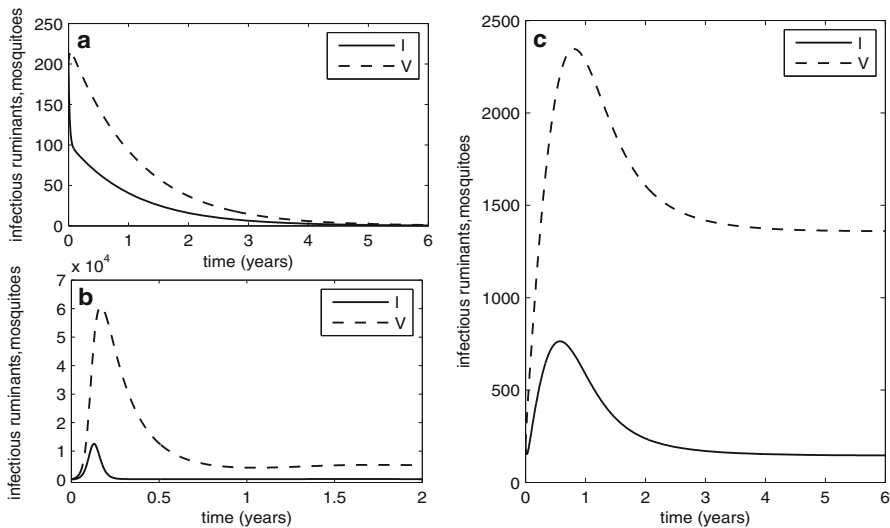 a
I
V
250
200
150
100
50
0
0 1 2 3 4 5 6
time (years)
infectious ruminants,mosquitoes
b
x 10^4
I
V
7
6
5
4
3
2
1
0
0 0.5 1 1.5 2
time (years)
infectious ruminants,mosquitoes
c
I
V
2500
2000
1500
1000
500
0
0 1 2 3 4 5 6
time (years)
infectious ruminants,mosquitoes